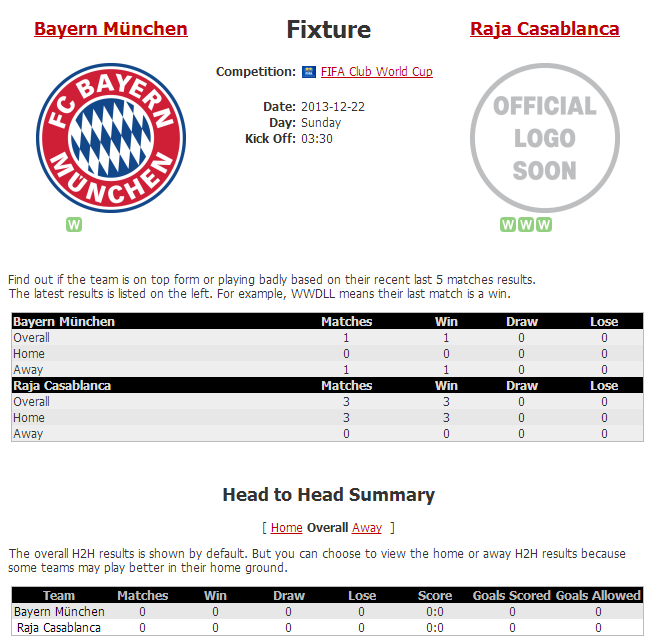 Bayern München
Fixture
Raja Casablanca
Competition: FIFA Club World Cup
Date: 2013-12-22
Day: Sunday
Kick Off: 03:30
FC BAYERN
MÜNCHEN
OFFICIAL
LOGO
SOON
W
W W W
Find out if the team is on top form or playing badly based on their recent last 5 matches results.
The latest results is listed on the left. For example, WWDLL means their last match is a win.
Bayern München Matches Win Draw Lose
Overall 1 1 0 0
Home 0 0 0 0
Away 1 1 0 0
Raja Casablanca Matches Win Draw Lose
Overall 3 3 0 0
Home 3 3 0 0
Away 0 0 0 0
Head to Head Summary
[ Home Overall Away ]
The overall H2H results is shown by default. But you can choose to view the home or away H2H results because
some teams may play better in their home ground.
Team Matches Win Draw Lose Score Goals Scored Goals Allowed
Bayern München 0 0 0 0 0:0 0 0
Raja Casablanca 0 0 0 0 0:0 0 0